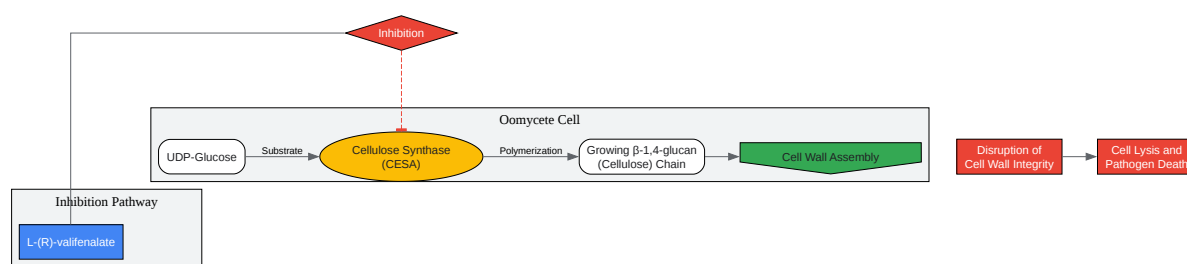 Inhibition
Oomycete Cell
UDP-Glucose
Substrate
Cellulose Synthase
(CESA)
Polymerization
Growing β-1,4-glucan
(Cellulose) Chain
Cell Wall Assembly
Disruption of
Cell Wall Integrity
Cell Lysis and
Pathogen Death
Inhibition Pathway
L-(R)-valifenalate